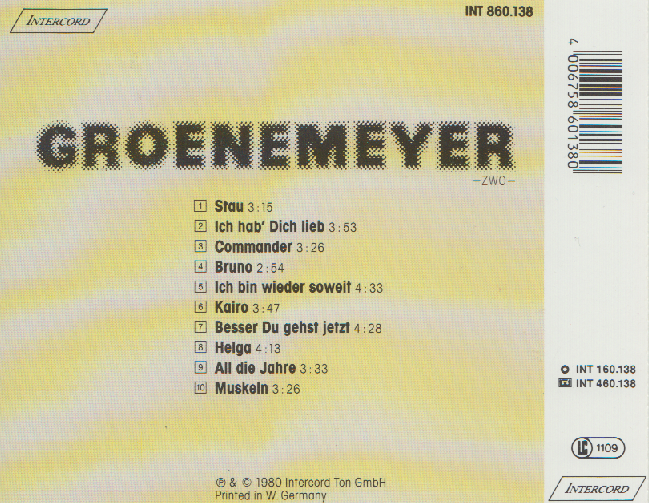 INTERCORD
INT 860.138
GROENEMEYER
–ZWO–
1 Stau 3:15
2 Ich hab' Dich lieb 3:53
3 Commander 3:26
4 Bruno 2:54
5 Ich bin wieder soweit 4:33
6 Kairo 3:47
7 Besser Du gehst jetzt 4:28
8 Helga 4:13
9 All die Jahre 3:33
10 Muskeln 3:26
℗ & © 1980 Intercord Ton GmbH
Printed in W. Germany
4 006758 601380
INT 160.138
INT 460.138
LC 1109
INTERCORD